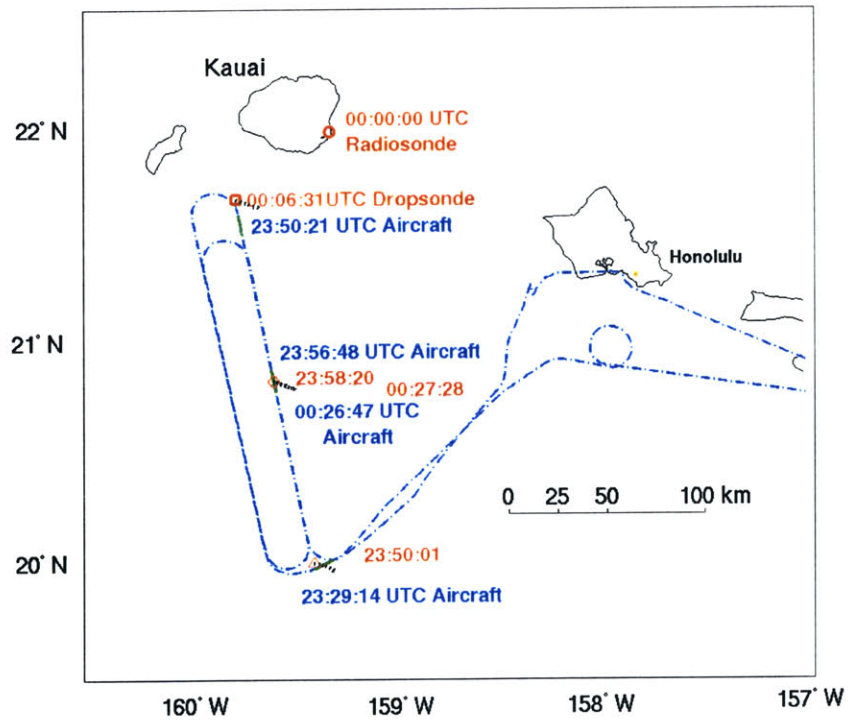 Kauai
22° N
00:00:00 UTC
Radiosonde
00:06:31UTC Dropsonde
23:50:21 UTC Aircraft
Honolulu
21° N
23:56:48 UTC Aircraft
23:58:20
00:27:28
00:26:47 UTC
Aircraft
0 25 50 100 km
20° N
23:50:01
23:29:14 UTC Aircraft
160° W
159° W
158° W
157° W